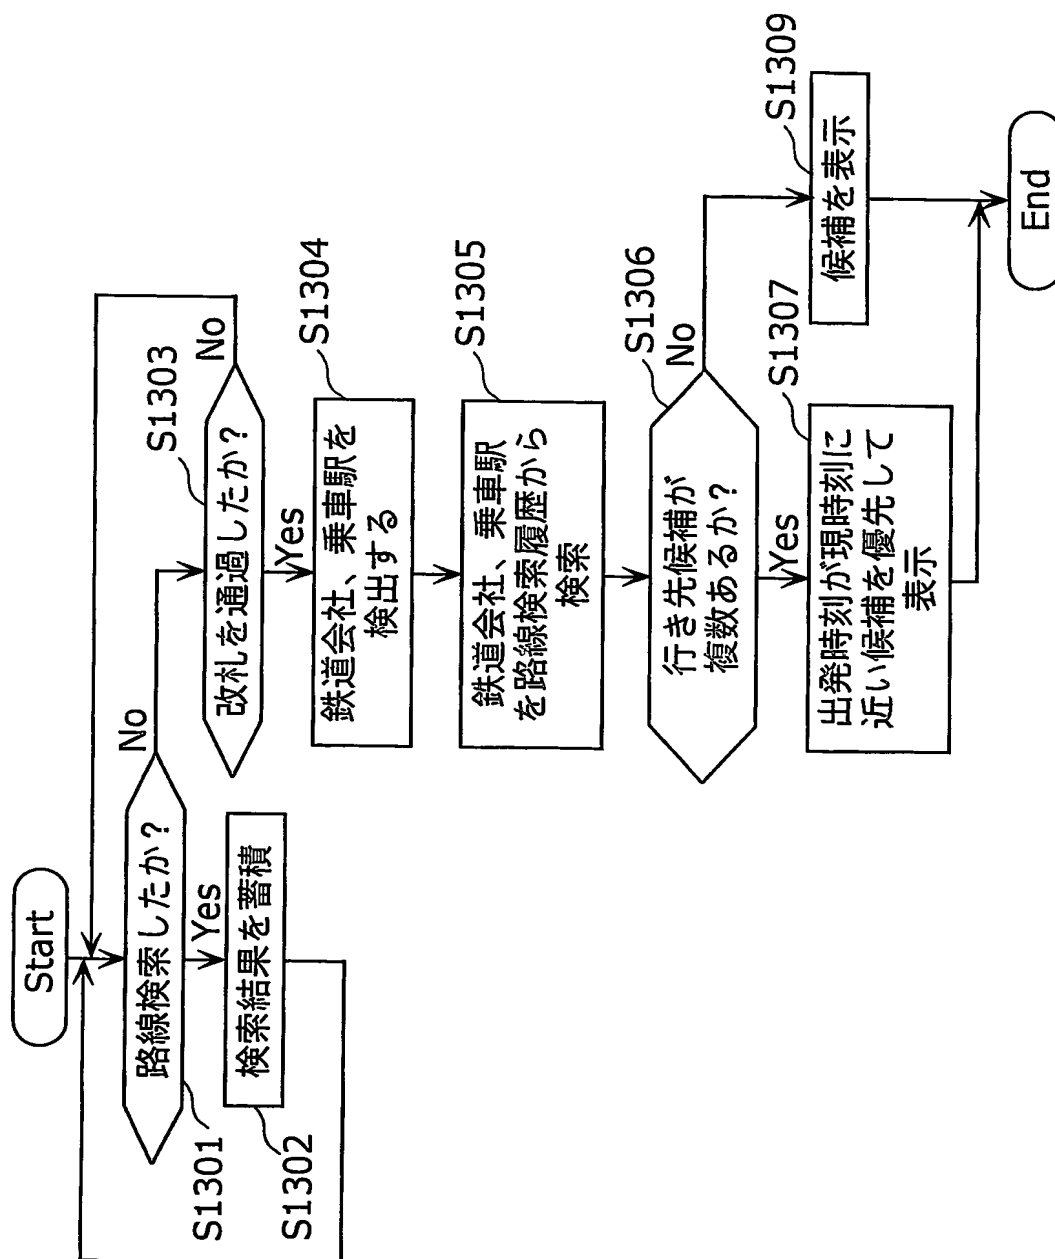 Start
路線検索したか？
S1301
Yes
No
検索結果を蓄積
S1302
改札を通過したか？
S1303
No
Yes
鉄道会社、乗車駅を
検出する
S1304
鉄道会社、乗車駅
を路線検索履歴から
検索
S1305
行き先候補が
複数あるか？
S1306
No
Yes
出発時刻が現時刻に
近い候補を優先して
表示
S1307
候補を表示
S1309
End